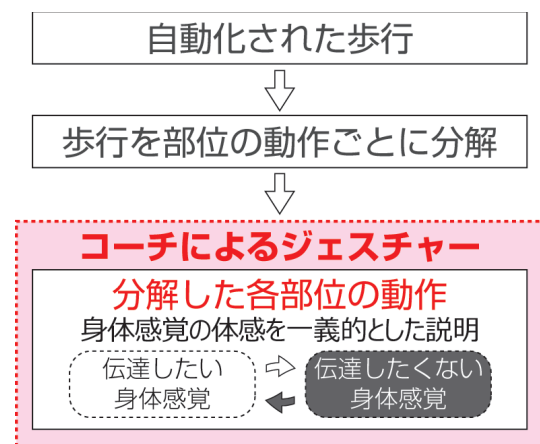 自動化された歩行
歩行を部位の動作ごとに分解
コーチによるジェスチャー
分解した各部位の動作
身体感覚の体感を一義的とした説明
伝達したい
身体感覚
伝達したくない
身体感覚